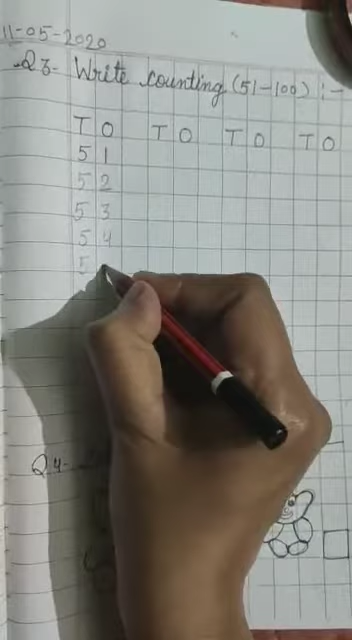 11-05-2020
Q3- Write counting (51-100) :-
T O T O T O T O
5 1
5 2
5 3
5 4
5
Q4-